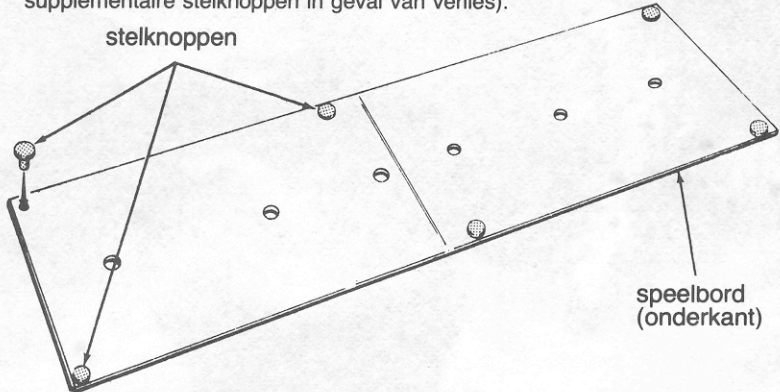 supplementaire stelknoppen in geval van verlies).
stelknoppen
speelbord
(onderkant)